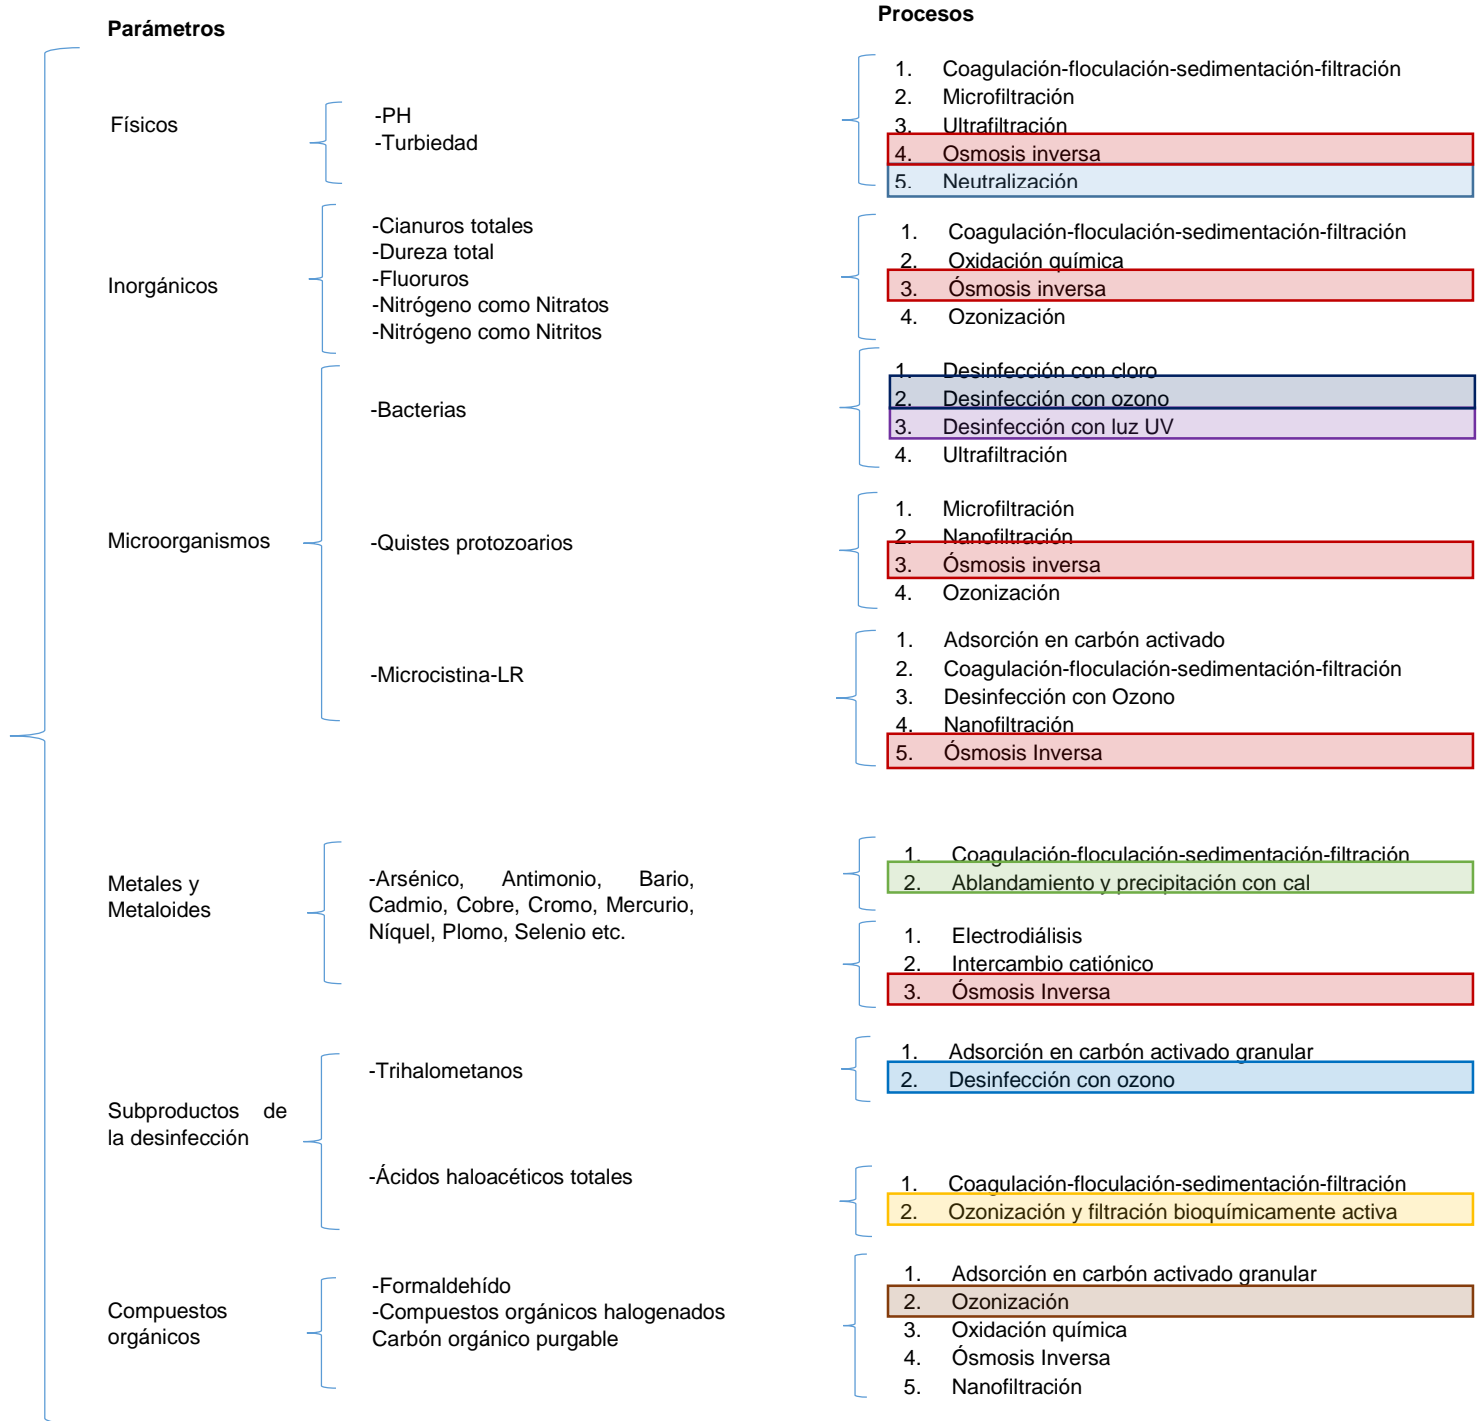 Parámetros
Procesos
Físicos
-PH
-Turbiedad
1. Coagulación-floculación-sedimentación-filtración
2. Microfiltración
3. Ultrafiltración
4. Osmosis inversa
5. Neutralización
Inorgánicos
-Cianuros totales
-Dureza total
-Fluoruros
-Nitrógeno como Nitratos
-Nitrógeno como Nitritos
1. Coagulación-floculación-sedimentación-filtración
2. Oxidación química
3. Ósmosis inversa
4. Ozonización
Microorganismos
-Bacterias
1. Desinfección con cloro
2. Desinfección con ozono
3. Desinfección con luz UV
4. Ultrafiltración
-Quistes protozoarios
1. Microfiltración
2. Nanofiltración
3. Ósmosis inversa
4. Ozonización
-Microcistina-LR
1. Adsorción en carbón activado
2. Coagulación-floculación-sedimentación-filtración
3. Desinfección con Ozono
4. Nanofiltración
5. Ósmosis Inversa
Metales y
Metaloides
-Arsénico, Antimonio, Bario,
Cadmio, Cobre, Cromo, Mercurio,
Níquel, Plomo, Selenio etc.
1. Coagulación-floculación-sedimentación-filtración
2. Ablandamiento y precipitación con cal
1. Electrodiálisis
2. Intercambio catiónico
3. Ósmosis Inversa
Subproductos de
la desinfección
-Trihalometanos
1. Adsorción en carbón activado granular
2. Desinfección con ozono
-Ácidos haloacéticos totales
1. Coagulación-floculación-sedimentación-filtración
2. Ozonización y filtración bioquímicamente activa
Compuestos
orgánicos
-Formaldehído
-Compuestos orgánicos halogenados
Carbón orgánico purgable
1. Adsorción en carbón activado granular
2. Ozonización
3. Oxidación química
4. Ósmosis Inversa
5. Nanofiltración